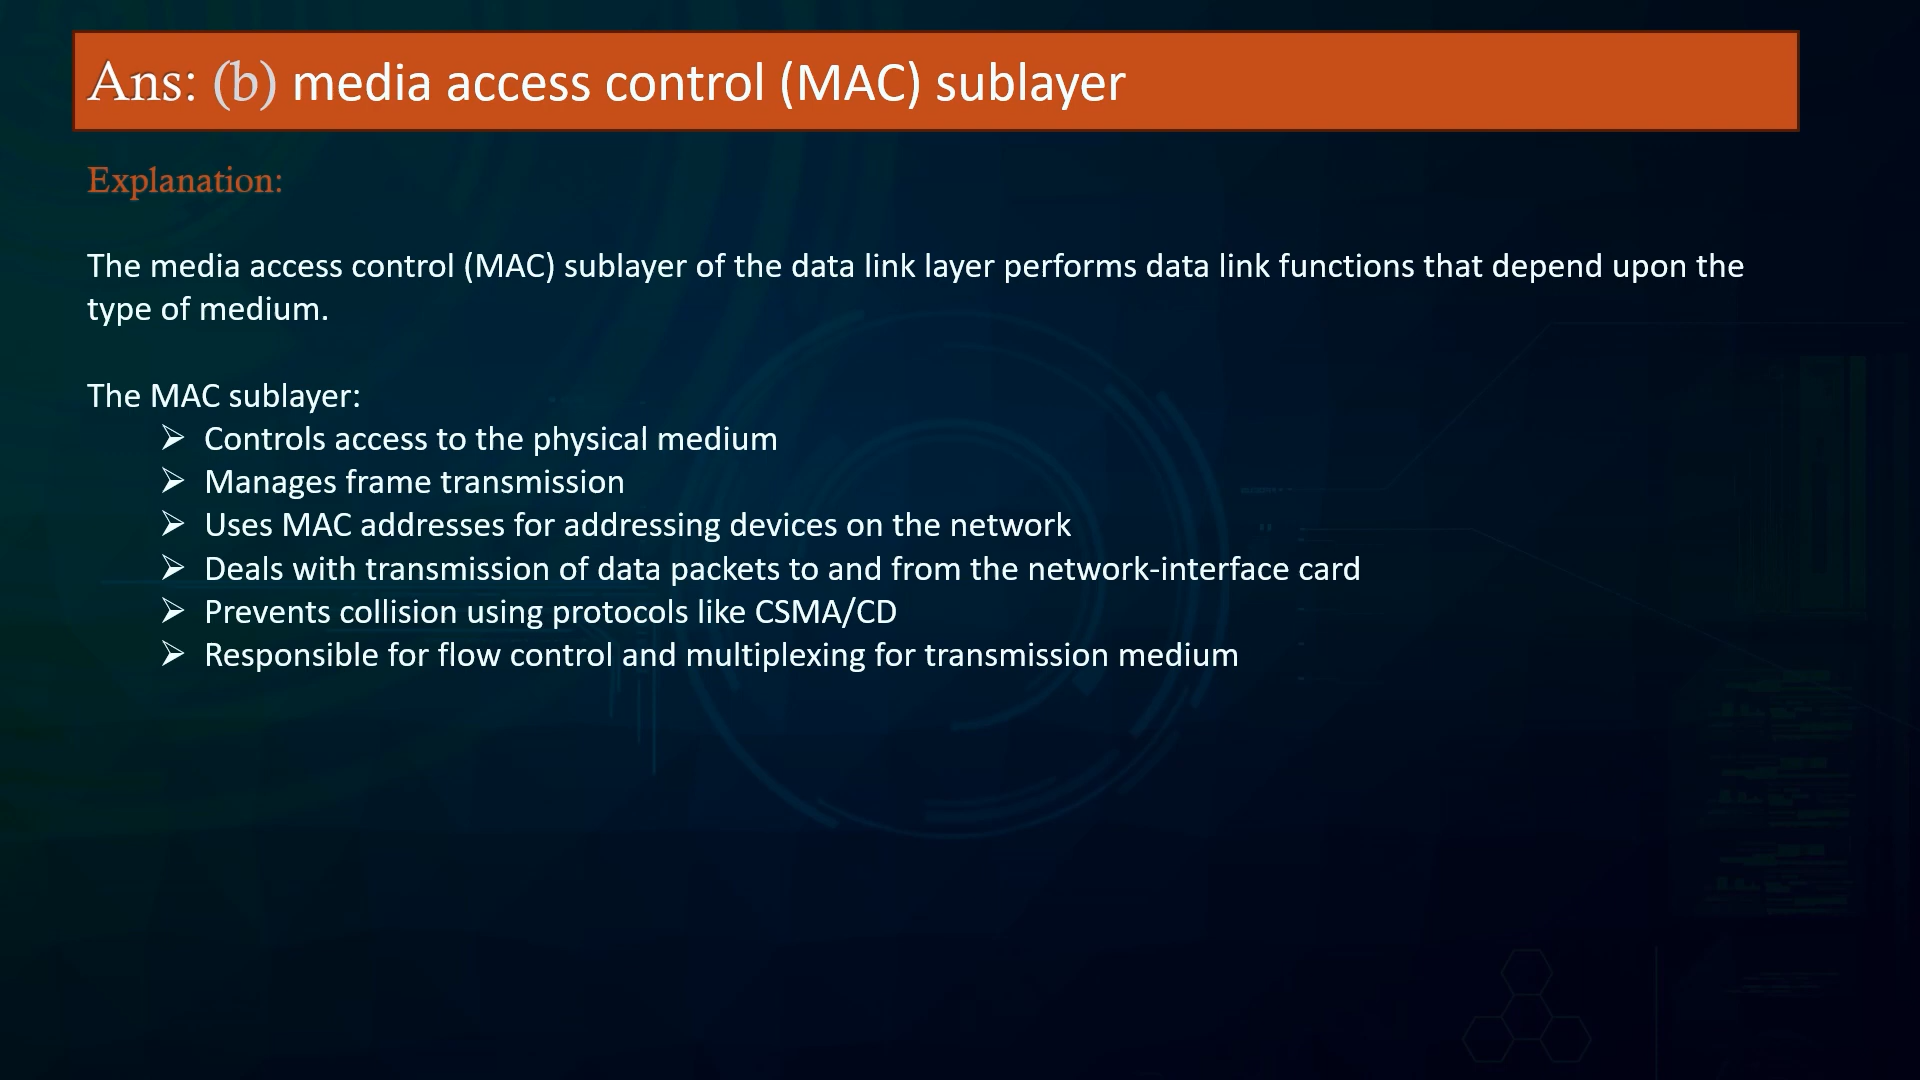 Ans: (b) media access control (MAC) sublayer
Explanation:
The media access control (MAC) sublayer of the data link layer performs data link functions that depend upon the
type of medium.
The MAC sublayer:
➢ Controls access to the physical medium
➢ Manages frame transmission
➢ Uses MAC addresses for addressing devices on the network
➢ Deals with transmission of data packets to and from the network-interface card
➢ Prevents collision using protocols like CSMA/CD
➢ Responsible for flow control and multiplexing for transmission medium